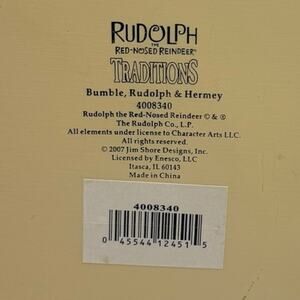 RUDOLPH
THE
RED-NOSED REINDEER®
TRADITIONS
Bumble, Rudolph & Hermey
4008340
Rudolph the Red-Nosed Reindeer © & ®
The Rudolph Co., L.P.
All elements under license to Character Arts LLC.
All rights reserved.
© 2007 Jim Shore Designs, Inc.
Licensed by Enesco, LLC
Itasca, IL 60143
Made in China
4008340
0 45544 12451 5